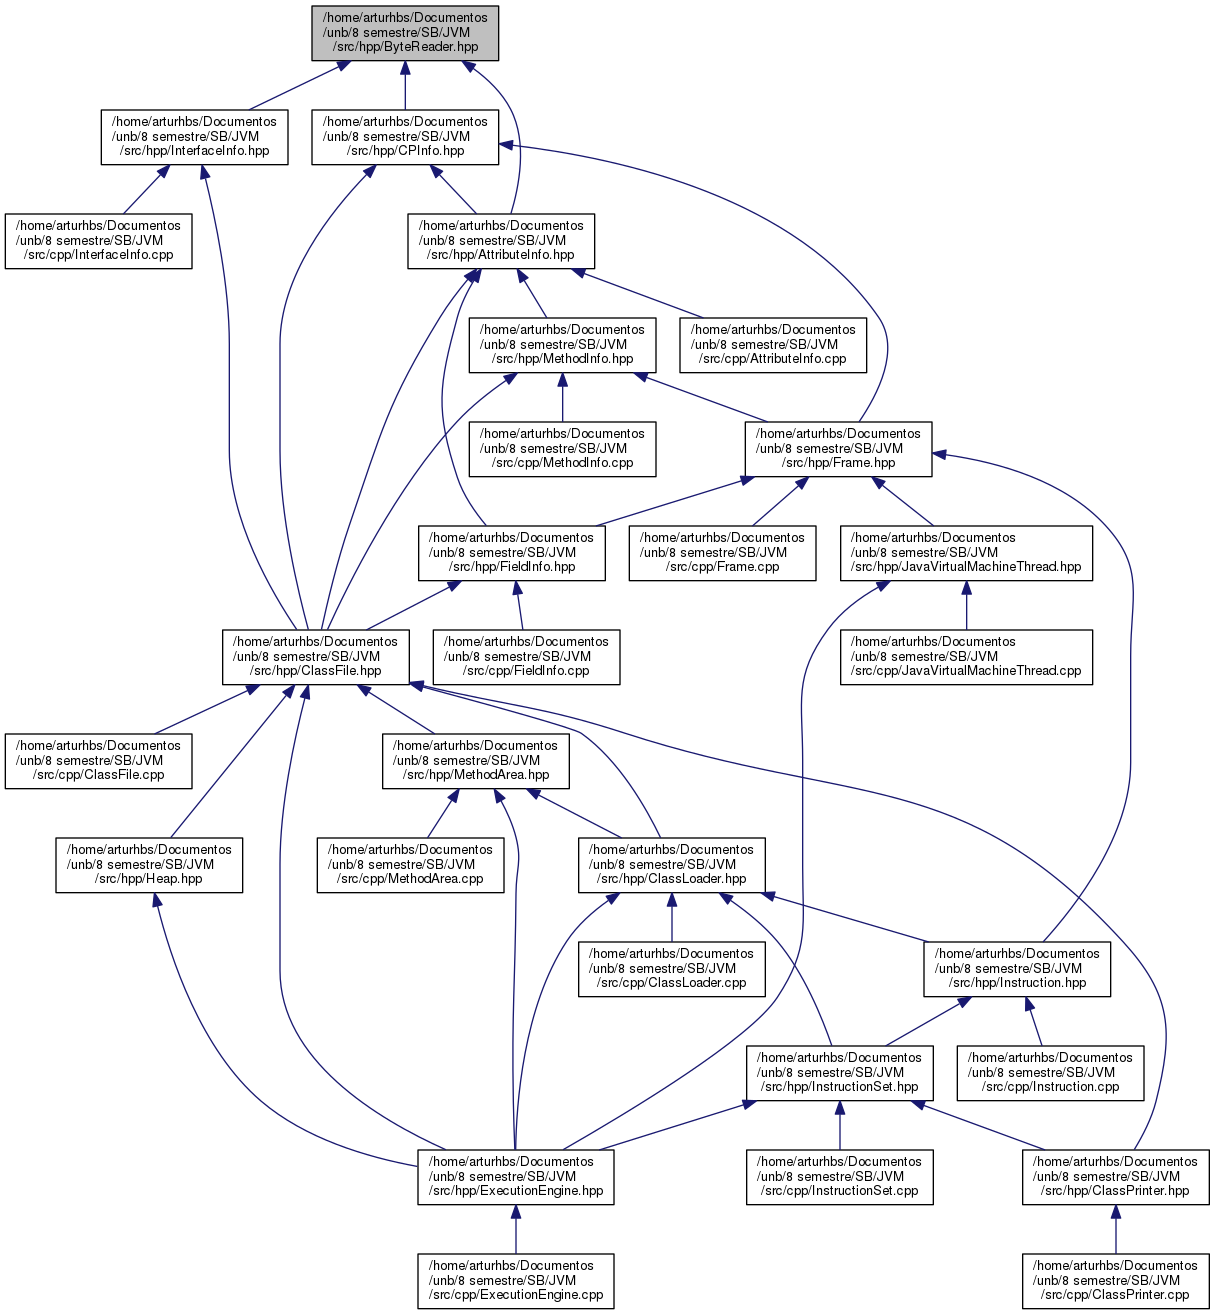 /home/arturhbs/Documentos
/unb/8 semestre/SB/JVM
/src/hpp/ByteReader.hpp
/home/arturhbs/Documentos
/unb/8 semestre/SB/JVM
/src/hpp/InterfaceInfo.hpp
/home/arturhbs/Documentos
/unb/8 semestre/SB/JVM
/src/hpp/CPInfo.hpp
/home/arturhbs/Documentos
/unb/8 semestre/SB/JVM
/src/cpp/InterfaceInfo.cpp
/home/arturhbs/Documentos
/unb/8 semestre/SB/JVM
/src/hpp/AttributeInfo.hpp
/home/arturhbs/Documentos
/unb/8 semestre/SB/JVM
/src/hpp/MethodInfo.hpp
/home/arturhbs/Documentos
/unb/8 semestre/SB/JVM
/src/cpp/AttributeInfo.cpp
/home/arturhbs/Documentos
/unb/8 semestre/SB/JVM
/src/cpp/MethodInfo.cpp
/home/arturhbs/Documentos
/unb/8 semestre/SB/JVM
/src/hpp/Frame.hpp
/home/arturhbs/Documentos
/unb/8 semestre/SB/JVM
/src/hpp/FieldInfo.hpp
/home/arturhbs/Documentos
/unb/8 semestre/SB/JVM
/src/cpp/Frame.cpp
/home/arturhbs/Documentos
/unb/8 semestre/SB/JVM
/src/hpp/JavaVirtualMachineThread.hpp
/home/arturhbs/Documentos
/unb/8 semestre/SB/JVM
/src/hpp/ClassFile.hpp
/home/arturhbs/Documentos
/unb/8 semestre/SB/JVM
/src/cpp/FieldInfo.cpp
/home/arturhbs/Documentos
/unb/8 semestre/SB/JVM
/src/cpp/JavaVirtualMachineThread.cpp
/home/arturhbs/Documentos
/unb/8 semestre/SB/JVM
/src/cpp/ClassFile.cpp
/home/arturhbs/Documentos
/unb/8 semestre/SB/JVM
/src/hpp/MethodArea.hpp
/home/arturhbs/Documentos
/unb/8 semestre/SB/JVM
/src/hpp/Heap.hpp
/home/arturhbs/Documentos
/unb/8 semestre/SB/JVM
/src/cpp/MethodArea.cpp
/home/arturhbs/Documentos
/unb/8 semestre/SB/JVM
/src/hpp/ClassLoader.hpp
/home/arturhbs/Documentos
/unb/8 semestre/SB/JVM
/src/cpp/ClassLoader.cpp
/home/arturhbs/Documentos
/unb/8 semestre/SB/JVM
/src/hpp/Instruction.hpp
/home/arturhbs/Documentos
/unb/8 semestre/SB/JVM
/src/hpp/InstructionSet.hpp
/home/arturhbs/Documentos
/unb/8 semestre/SB/JVM
/src/cpp/Instruction.cpp
/home/arturhbs/Documentos
/unb/8 semestre/SB/JVM
/src/hpp/ExecutionEngine.hpp
/home/arturhbs/Documentos
/unb/8 semestre/SB/JVM
/src/cpp/InstructionSet.cpp
/home/arturhbs/Documentos
/unb/8 semestre/SB/JVM
/src/hpp/ClassPrinter.hpp
/home/arturhbs/Documentos
/unb/8 semestre/SB/JVM
/src/cpp/ExecutionEngine.cpp
/home/arturhbs/Documentos
/unb/8 semestre/SB/JVM
/src/cpp/ClassPrinter.cpp